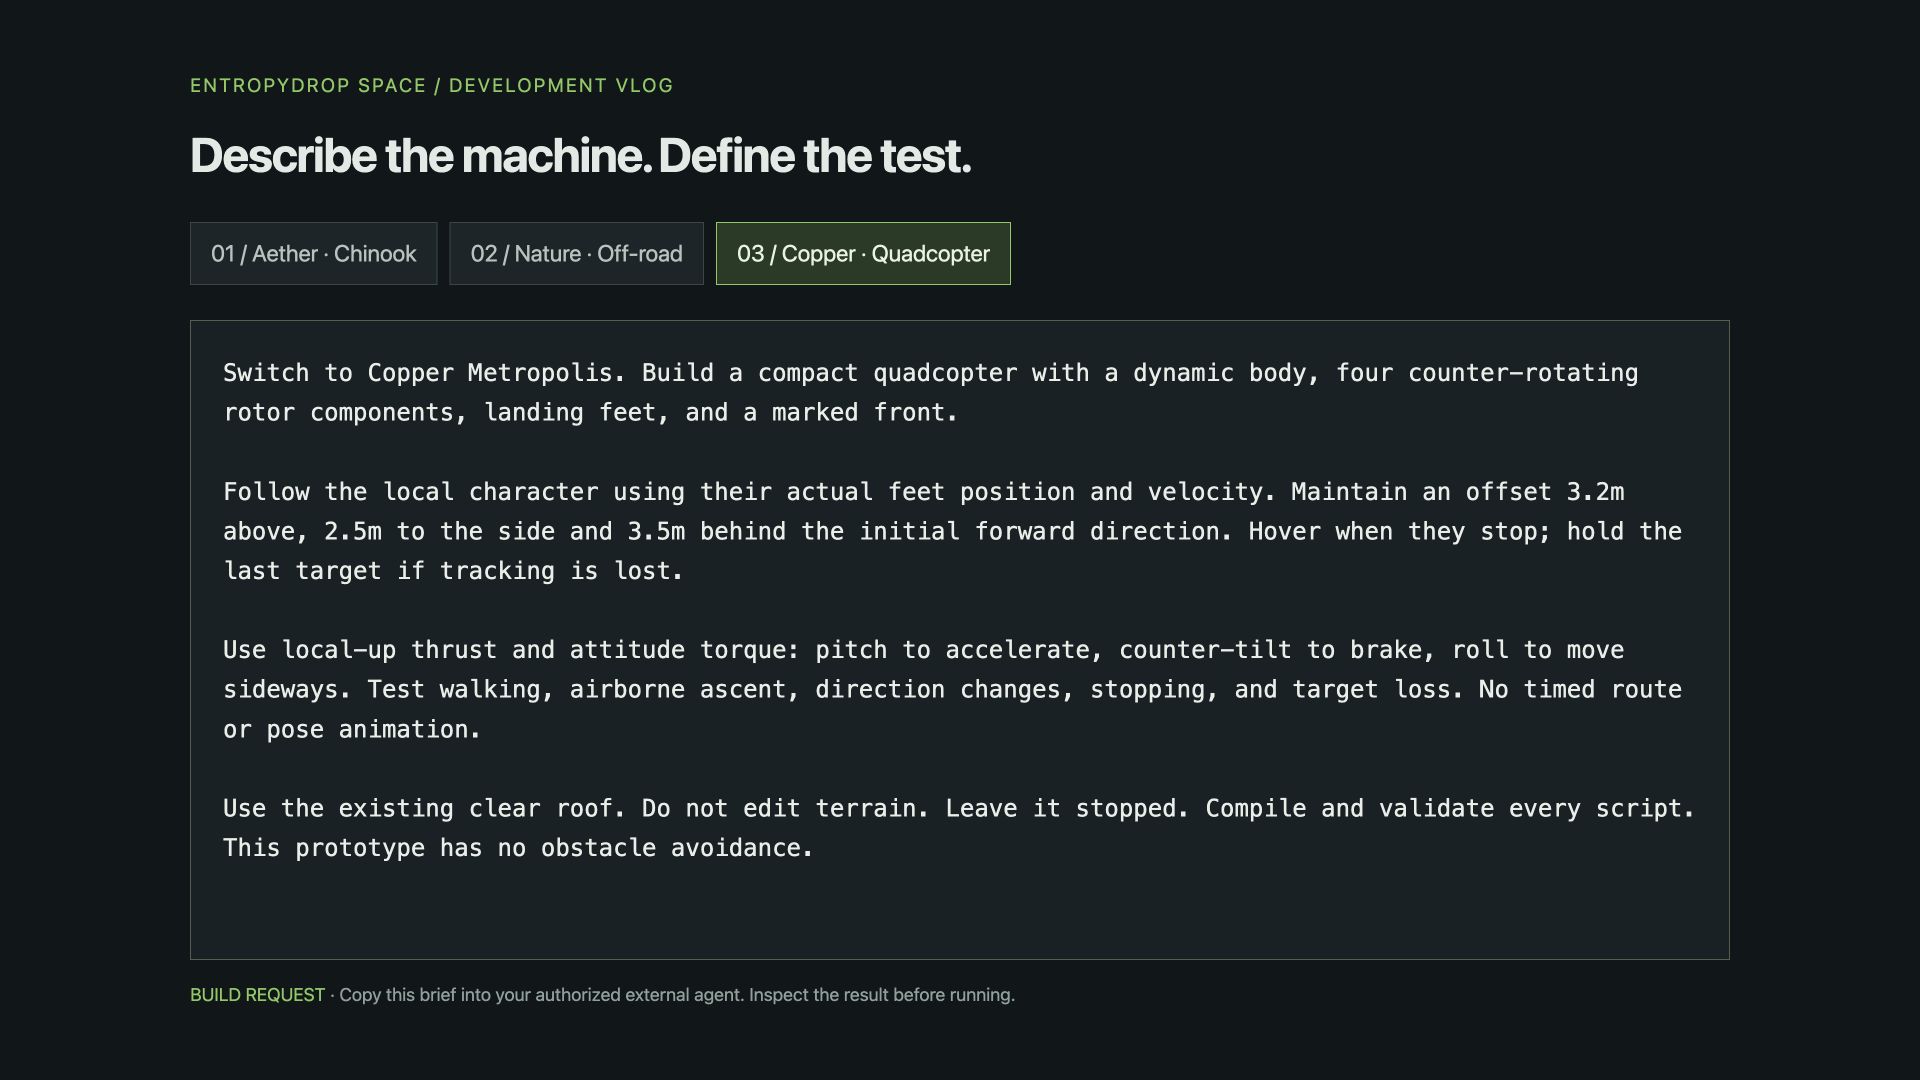 ENTROPYDROP SPACE / DEVELOPMENT VLOG
Describe the machine. Define the test.
01 / Aether · Chinook
02 / Nature · Off-road
03 / Copper · Quadcopter
Switch to Copper Metropolis. Build a compact quadcopter with a dynamic body, four counter-rotating
rotor components, landing feet, and a marked front.
Follow the local character using their actual feet position and velocity. Maintain an offset 3.2m
above, 2.5m to the side and 3.5m behind the initial forward direction. Hover when they stop; hold the
last target if tracking is lost.
Use local-up thrust and attitude torque: pitch to accelerate, counter-tilt to brake, roll to move
sideways. Test walking, airborne ascent, direction changes, stopping, and target loss. No timed route
or pose animation.
Use the existing clear roof. Do not edit terrain. Leave it stopped. Compile and validate every script.
This prototype has no obstacle avoidance.
BUILD REQUEST · Copy this brief into your authorized external agent. Inspect the result before running.